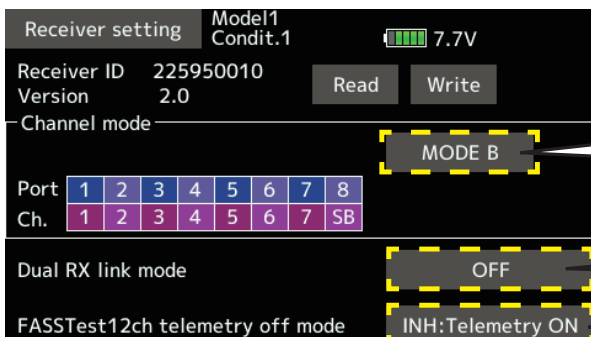 Receiver setting Model1
Condit.1 7.7V
Receiver ID 225950010 Read Write
Version 2.0
Channel mode
MODE B
Port 1 2 3 4 5 6 7 8
Ch. 1 2 3 4 5 6 7 SB
Dual RX link mode OFF
FASSTest12ch telemetry off mode INH:Telemetry ON